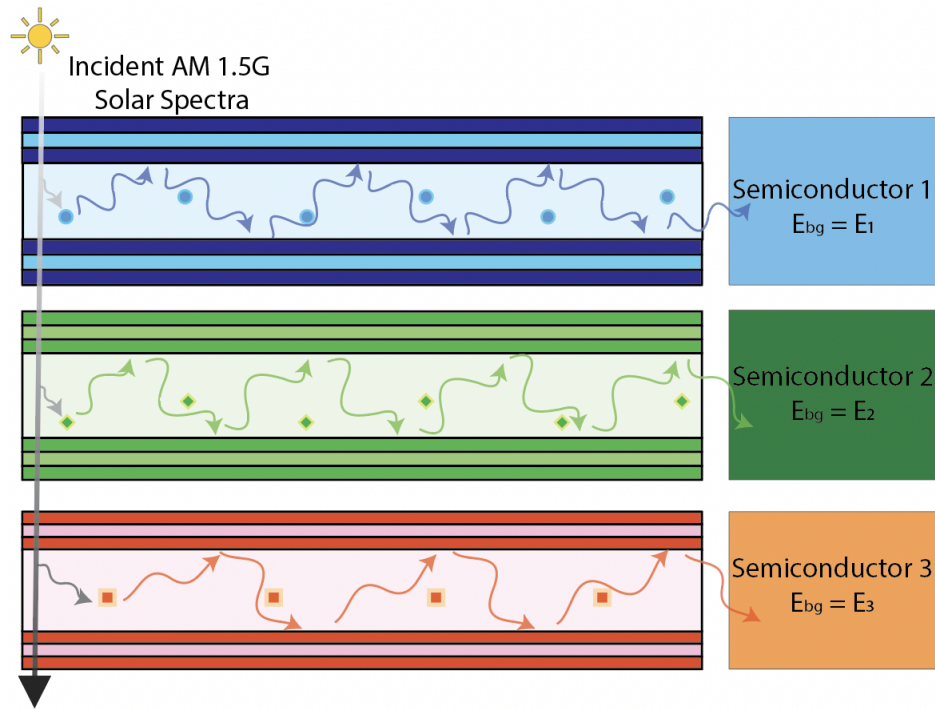 Incident AM 1.5G
Solar Spectra
Semiconductor 1
Ebg = E1
Semiconductor 2
Ebg = E2
Semiconductor 3
Ebg = E3